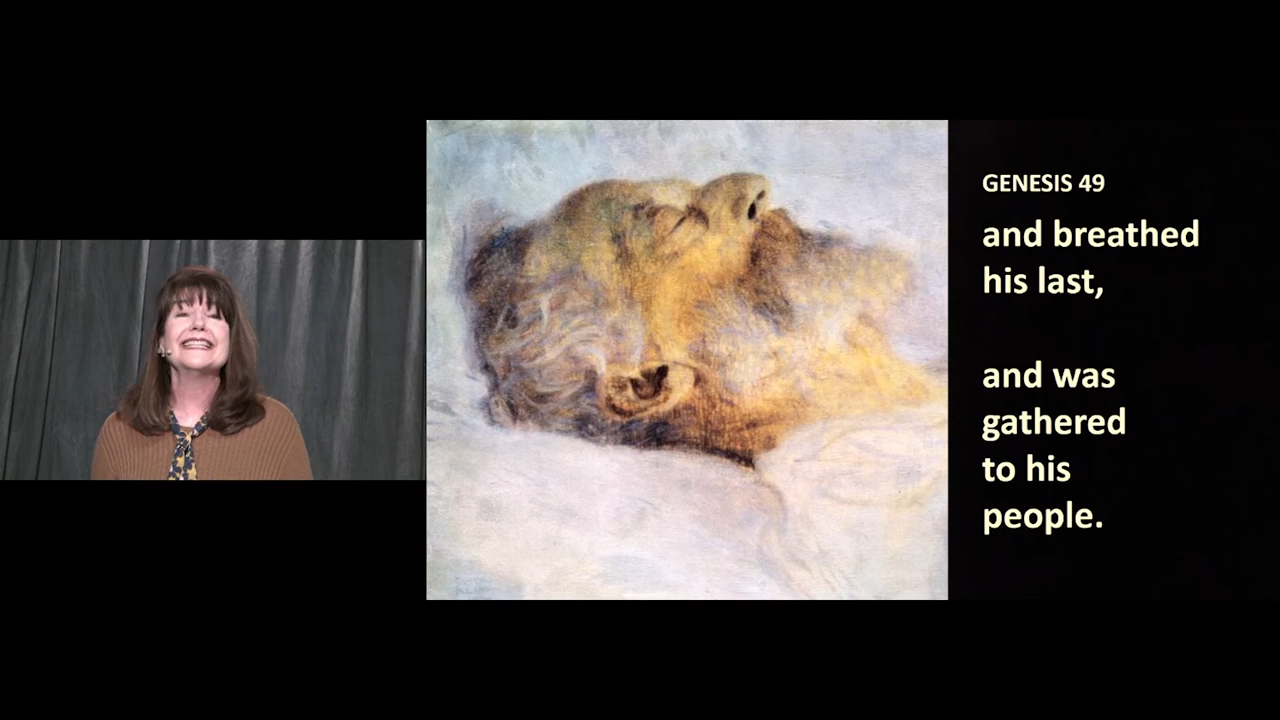 GENESIS 49
and breathed
his last,
and was
gathered
to his
people.